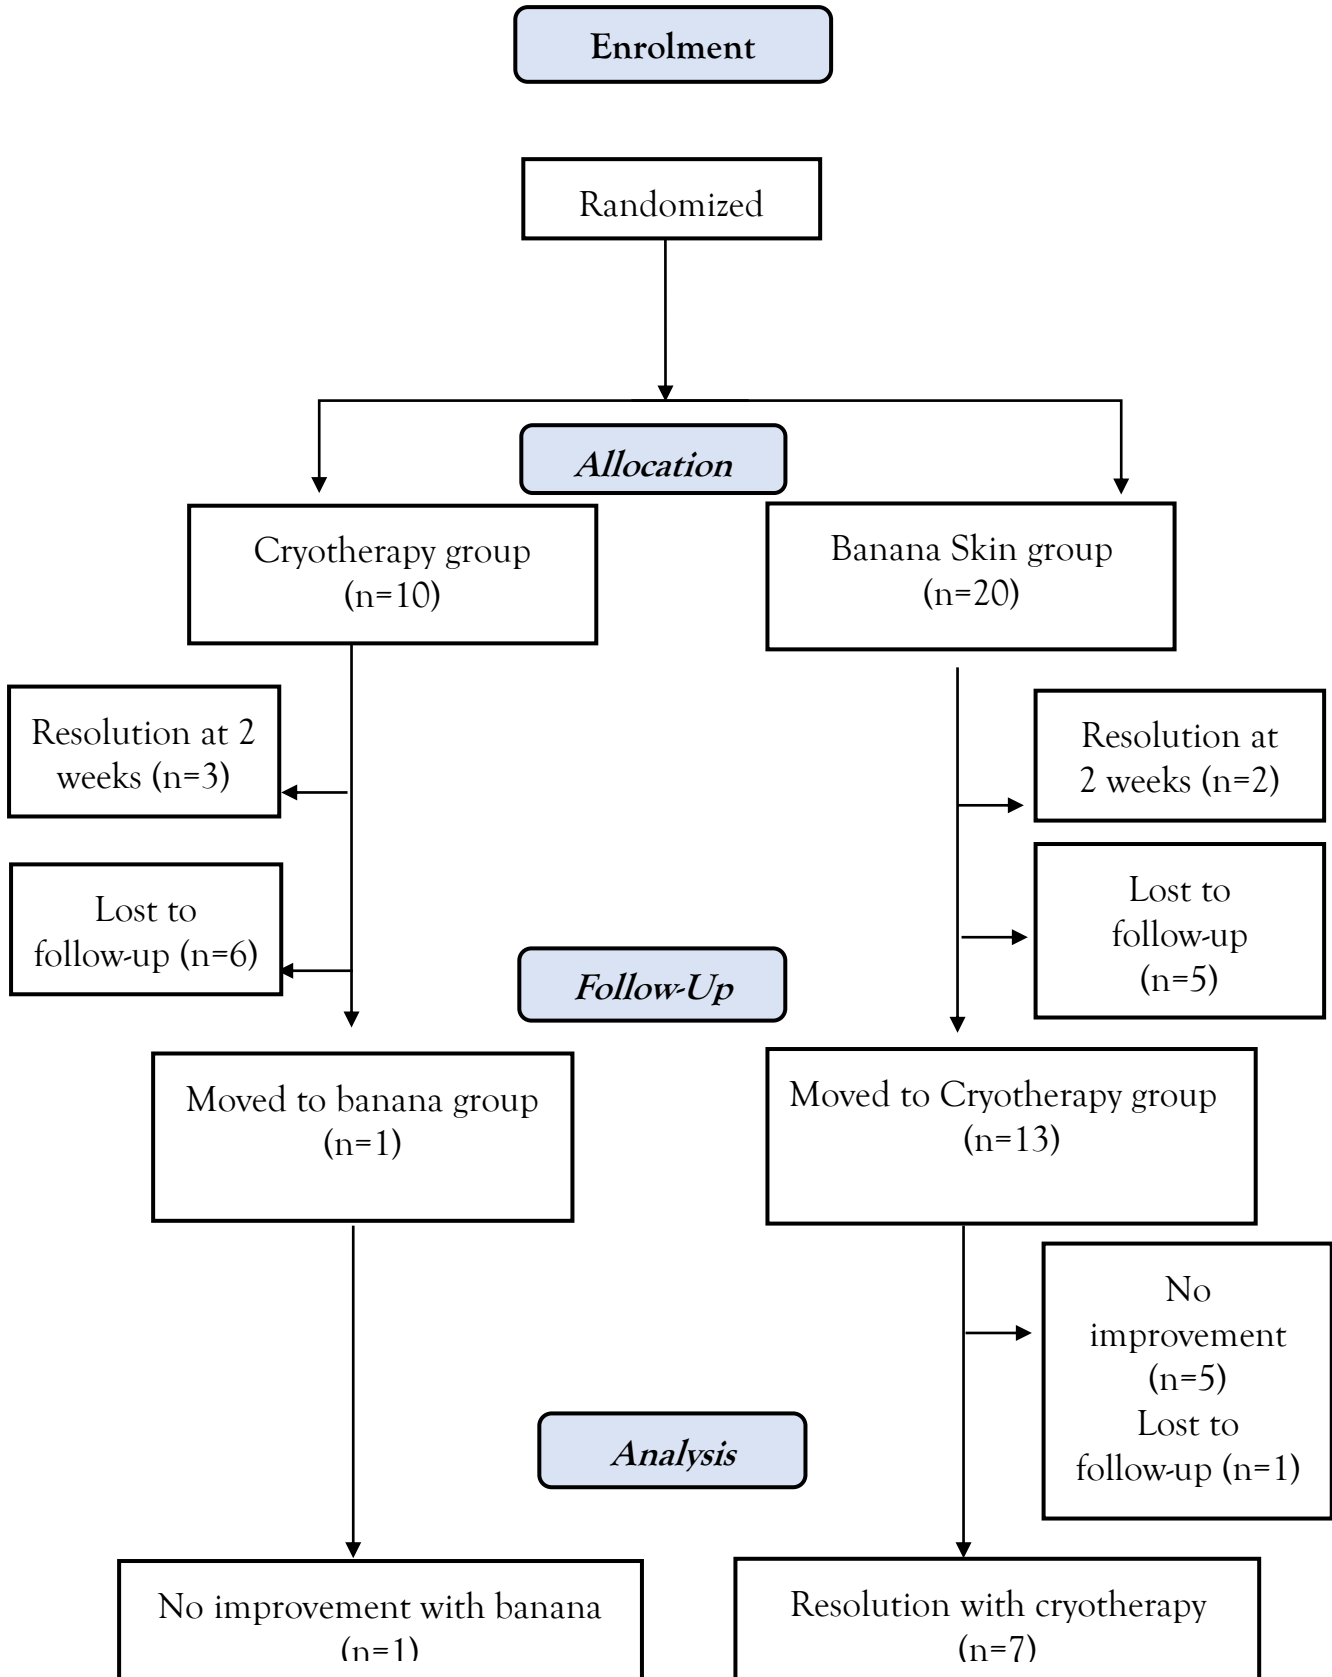 Enrolment
Randomized
Allocation
Cryotherapy group
(n=10)
Banana Skin group
(n=20)
Resolution at 2
weeks (n=3)
Resolution at
2 weeks (n=2)
Lost to
follow-up (n=6)
Lost to
follow-up
(n=5)
Follow-Up
Moved to banana group
(n=1)
Moved to Cryotherapy group
(n=13)
No
improvement
(n=5)
Lost to
follow-up (n=1)
Analysis
No improvement with banana
(n=1)
Resolution with cryotherapy
(n=7)